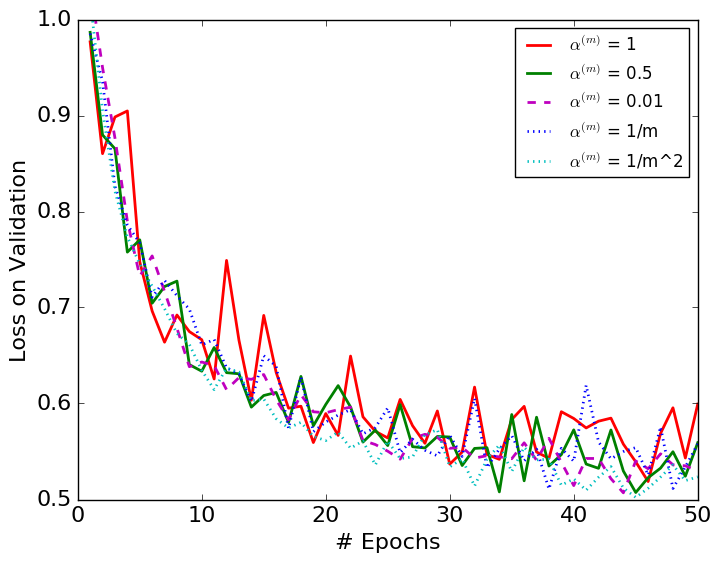 1.0
0.9
0.8
0.7
0.6
0.5
0
10
20
30
40
50
Loss on Validation
# Epochs
α^(m) = 1
α^(m) = 0.5
α^(m) = 0.01
α^(m) = 1/m
α^(m) = 1/m^2